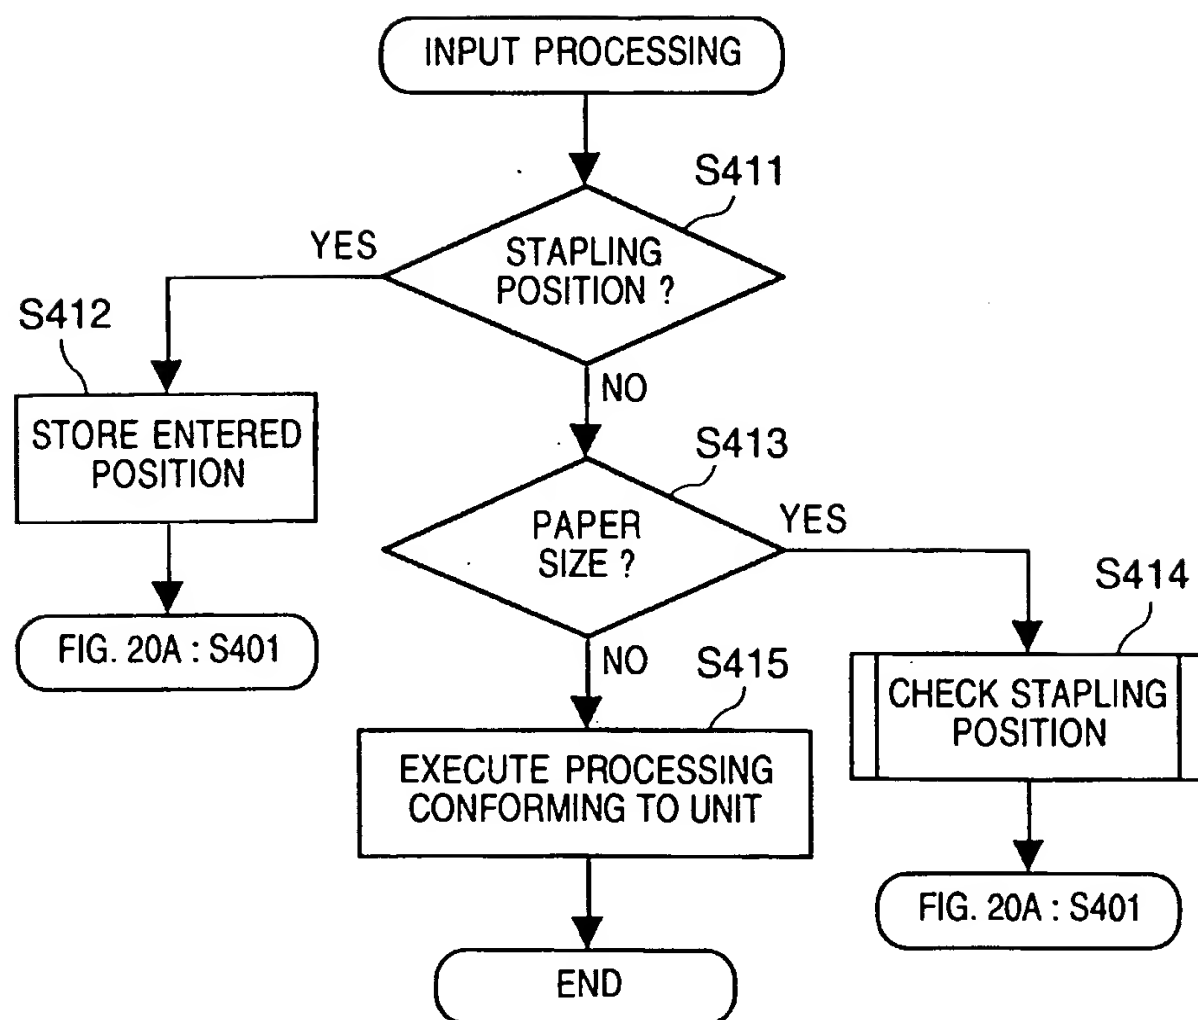 INPUT PROCESSING
S411
YES
STAPLING
POSITION ?
S412
NO
STORE ENTERED
POSITION
S413
PAPER
SIZE ?
YES
S414
FIG. 20A : S401
NO
S415
CHECK STAPLING
POSITION
EXECUTE PROCESSING
CONFORMING TO UNIT
FIG. 20A : S401
END